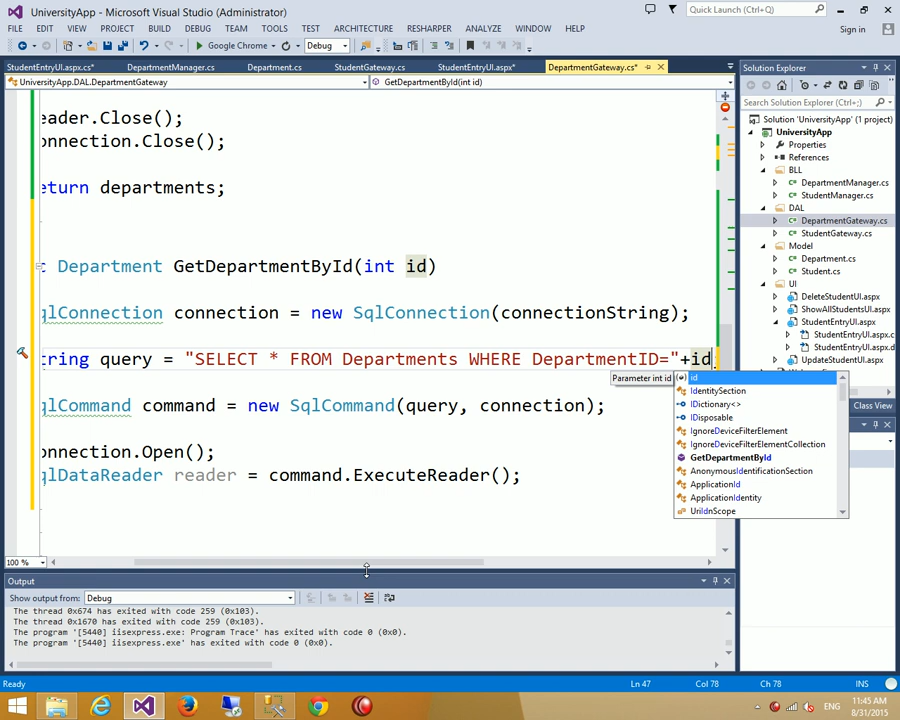 UniversityApp - Microsoft Visual Studio (Administrator)
Quick Launch (Ctrl+;)
FILE EDIT VIEW PROJECT BUILD DEBUG TEAM TOOLS TEST ARCHITECTURE RESHARPER ANALYZE WINDOW HELP
Sign in
Google Chrome
Debug
StudentEntryUI.aspx.cs* DepartmentManager.cs Department.cs StudentGateway.cs StudentEntryUI.aspx* DepartmentGateway.cs*
UniversityApp.DAL.DepartmentGateway
GetDepartmentById(int id)
eader.Close();
onnection.Close();
eturn departments;
c Department GetDepartmentById(int id)
qlConnection connection = new SqlConnection(connectionString);
tring query = "SELECT * FROM Departments WHERE DepartmentID="+id
qlCommand command = new SqlCommand(query, connection);
onnection.Open();
qlDataReader reader = command.ExecuteReader();
Parameter int id
id
IdentitySection
IDictionary<>
IDisposable
IgnoreDeviceFilterElement
IgnoreDeviceFilterElementCollection
GetDepartmentById
AnonymousIdentificationSection
ApplicationId
ApplicationIdentity
UriIdnScope
100 %
Solution Explorer
Search Solution Explorer (Ctrl+;)
Solution 'UniversityApp' (1 project)
UniversityApp
Properties
References
BLL
DepartmentManager.cs
StudentManager.cs
DAL
DepartmentGateway.cs
StudentGateway.cs
Model
Department.cs
Student.cs
UI
DeleteStudentUI.aspx
ShowAllStudentsUI.aspx
StudentEntryUI.aspx
StudentEntryUI.aspx.c
StudentEntryUI.aspx.d
UpdateStudentUI.aspx
Class View
Output
Show output from: Debug
The thread 0x674 has exited with code 259 (0x103).
The thread 0x1670 has exited with code 259 (0x103).
The program '[5440] iisexpress.exe: Program Trace' has exited with code 0 (0x0).
The program '[5440] iisexpress.exe' has exited with code 0 (0x0).
Ready
Ln 47
Col 78
Ch 78
INS
ENG
11:45 AM
8/31/2015